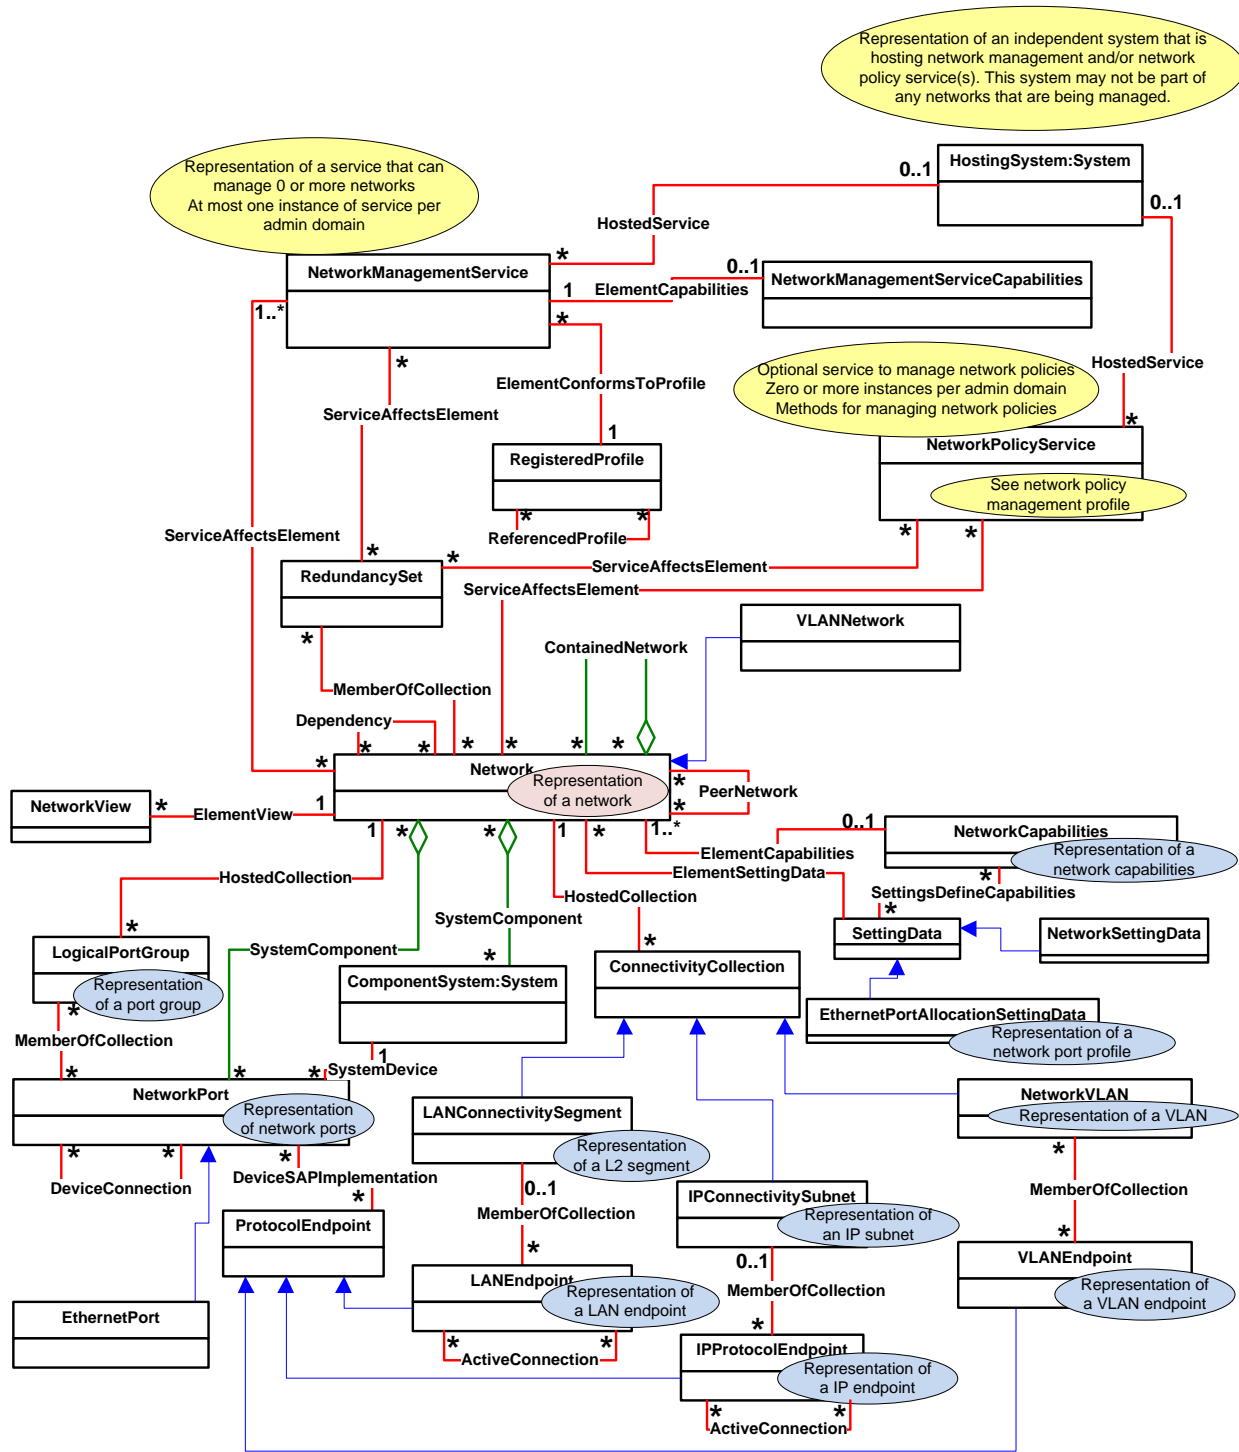 Representation of an independent system that is
hosting network management and/or network
policy service(s). This system may not be part of
any networks that are being managed.
Representation of a service that can
manage 0 or more networks
At most one instance of service per
admin domain
HostingSystem:System
0..1
0..1
HostedService
*
NetworkManagementService
0..1
NetworkManagementServiceCapabilities
1
ElementCapabilities
1..*
*
*
ElementConformsToProfile
HostedService
Optional service to manage network policies
Zero or more instances per admin domain
Methods for managing network policies
*
ServiceAffectsElement
1
NetworkPolicyService
RegisteredProfile
See network policy
management profile
*
*
ReferencedProfile
*
*
ServiceAffectsElement
*
*
RedundancySet
ServiceAffectsElement
ServiceAffectsElement
*
VLANNetwork
ContainedNetwork
MemberOfCollection
Dependency
*
*
*
*
*
*
*
Network
Representation
of a network
*
*
PeerNetwork
NetworkView
*
ElementView
1
1
*
*
1
*
1..*
0..1
NetworkCapabilities
Representation of a
network capabilities
ElementCapabilities
ElementSettingData
HostedCollection
HostedCollection
*
SettingsDefineCapabilities
*
SystemComponent
*
SystemComponent
*
*
LogicalPortGroup
Representation
of a port group
ComponentSystem:System
ConnectivityCollection
SettingData
NetworkSettingData
*
MemberOfCollection
EthernetPortAllocationSettingData
Representation of a
network port profile
1
SystemDevice
*
*
*
NetworkPort
Representation
of network ports
LANConnectivitySegment
Representation
of a L2 segment
NetworkVLAN
Representation of a VLAN
*
*
*
DeviceConnection
DeviceSAPImplementation
*
*
0..1
MemberOfCollection
*
IPConnectivitySubnet
Representation of
an IP subnet
MemberOfCollection
*
ProtocolEndpoint
VLANEndpoint
Representation of
a VLAN endpoint
0..1
MemberOfCollection
*
LANEndpoint
Representation of
a LAN endpoint
EthernetPort
*
*
ActiveConnection
IPProtocolEndpoint
Representation of
a IP endpoint
*
*
ActiveConnection